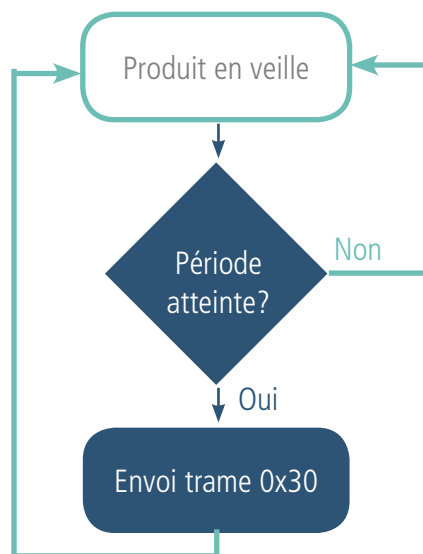 Produit en veille
Période
atteinte?
Non
Oui
Envoi trame 0x30